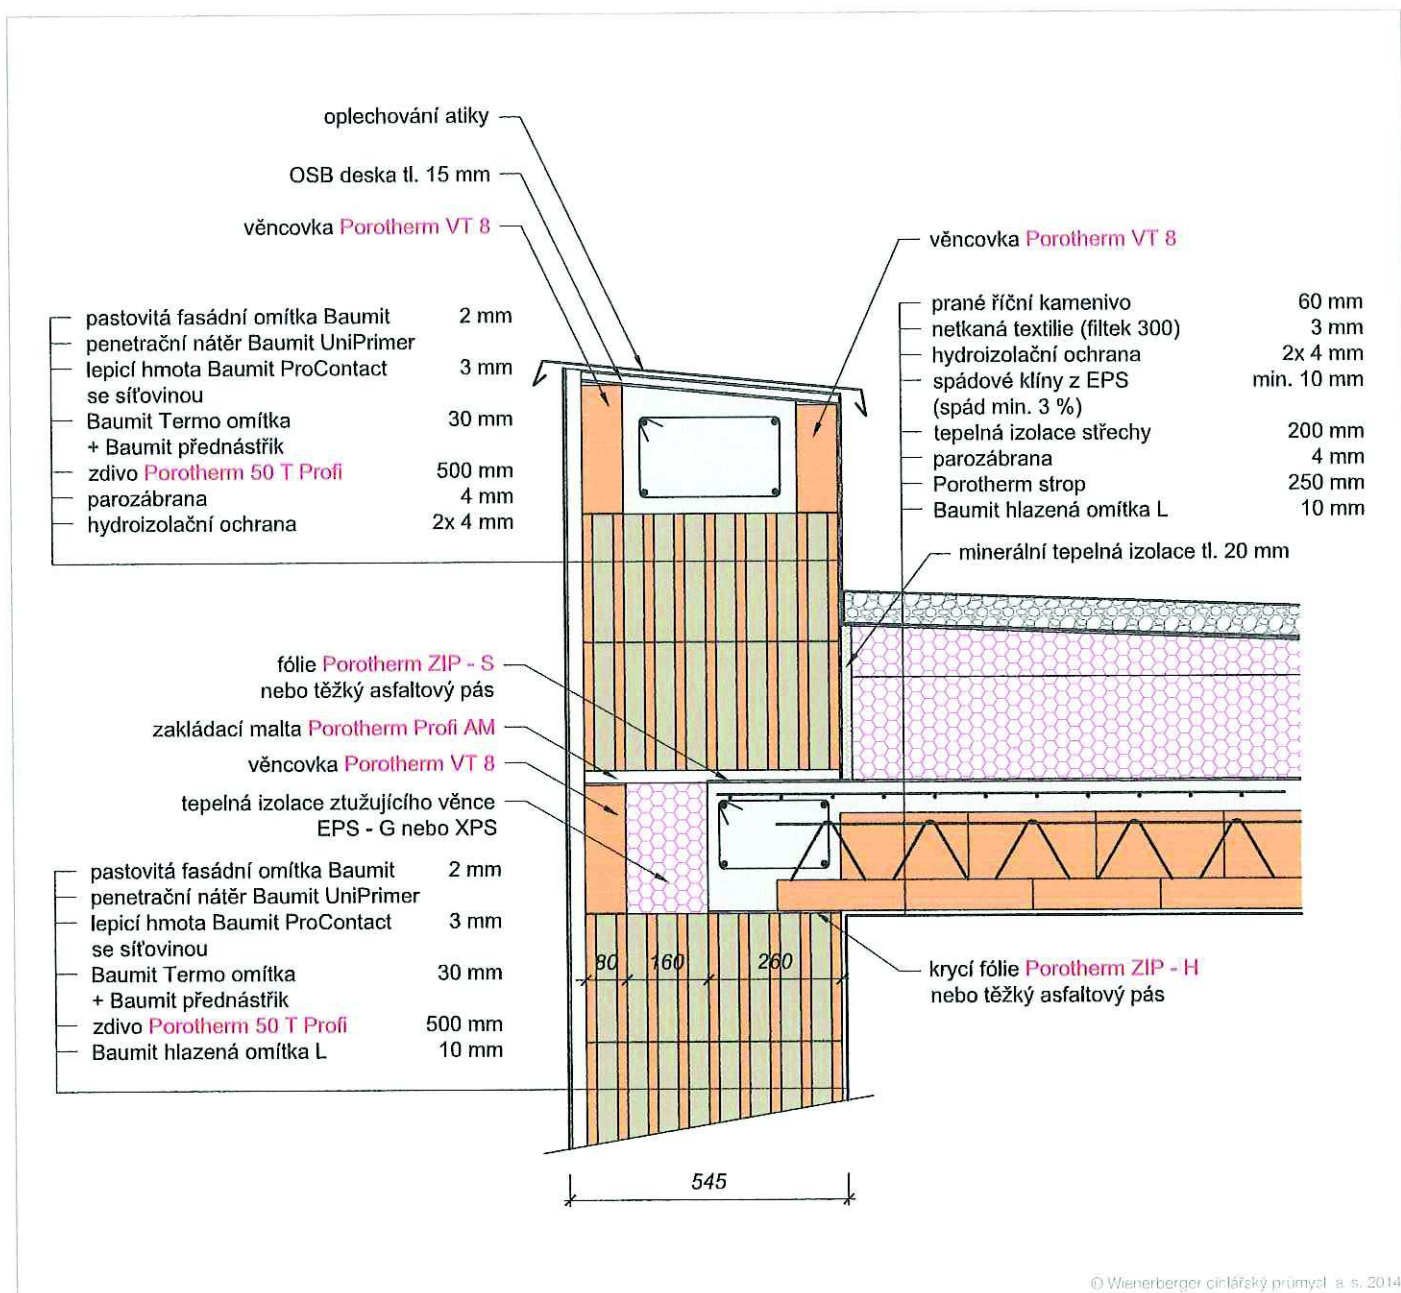 oplechování atiky
OSB deska tl. 15 mm
věncovka Porotherm VT 8
věncovka Porotherm VT 8
pastovitá fasádní omítka Baumit 2 mm
penetrační nátěr Baumit UniPrimer
lepicí hmota Baumit ProContact 3 mm
se síťovinou
Baumit Termo omítka 30 mm
+ Baumit přednástřik
zdivo Porotherm 50 T Profi 500 mm
parozábrana 4 mm
hydroizolační ochrana 2x 4 mm
prané říční kamenivo 60 mm
netkaná textilie (filtek 300) 3 mm
hydroizolační ochrana 2x 4 mm
spádové klíny z EPS min. 10 mm
(spád min. 3 %)
tepelná izolace střechy 200 mm
parozábrana 4 mm
Porotherm strop 250 mm
Baumit hlazená omítka L 10 mm
minerální tepelná izolace tl. 20 mm
fólie Porotherm ZIP - S
nebo těžký asfaltový pás
zakládací malta Porotherm Profi AM
věncovka Porotherm VT 8
tepelná izolace ztužujícího věnce
EPS - G nebo XPS
pastovitá fasádní omítka Baumit 2 mm
penetrační nátěr Baumit UniPrimer
lepicí hmota Baumit ProContact 3 mm
se síťovinou
Baumit Termo omítka 30 mm
+ Baumit přednástřik
zdivo Porotherm 50 T Profi 500 mm
Baumit hlazená omítka L 10 mm
80 160 260
krycí fólie Porotherm ZIP - H
nebo těžký asfaltový pás
545
© Wienerberger cihlářský průmysl a. s. 2014